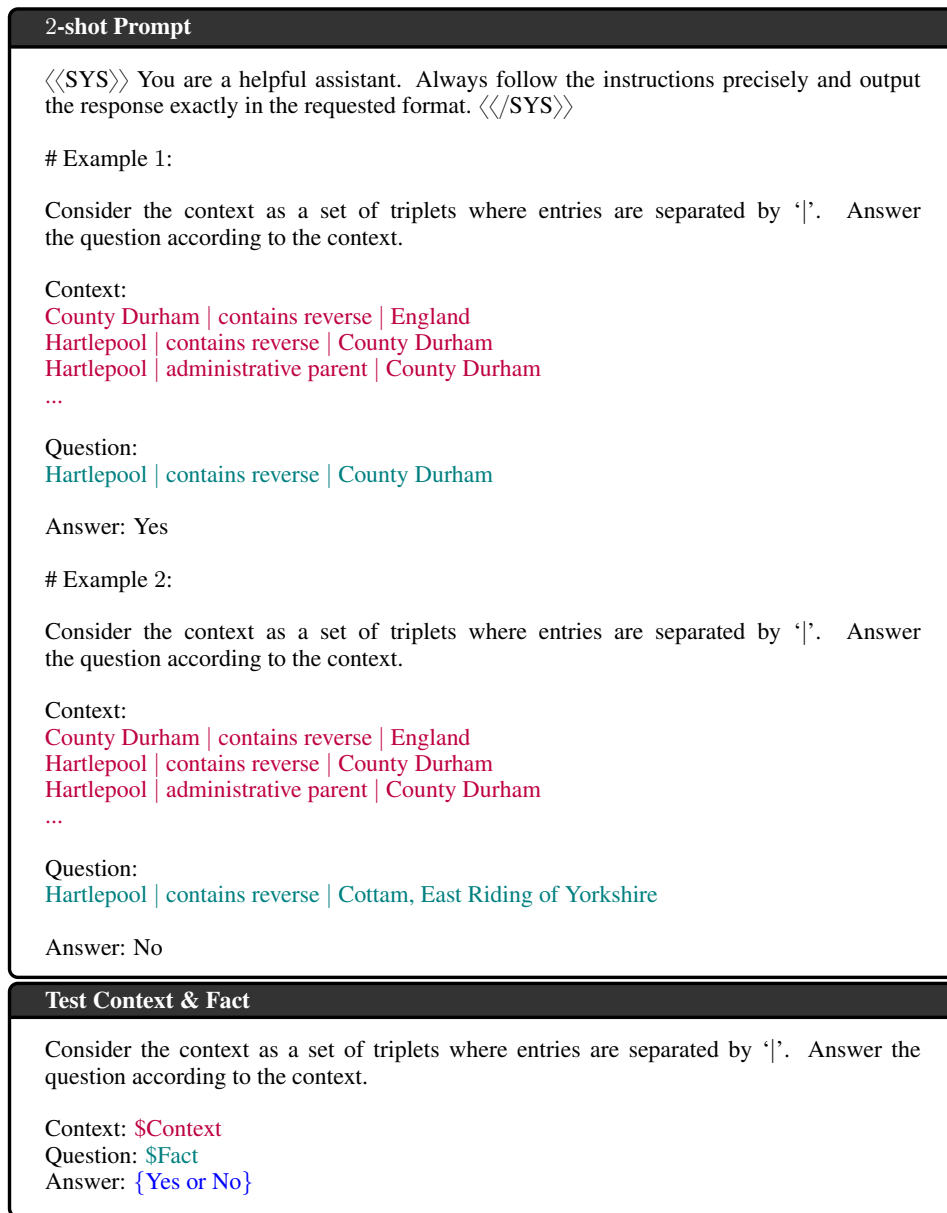 2-shot Prompt
⟨⟨SYS⟩⟩ You are a helpful assistant. Always follow the instructions precisely and output
the response exactly in the requested format. ⟨⟨/SYS⟩⟩
# Example 1:
Consider the context as a set of triplets where entries are separated by ‘|’. Answer
the question according to the context.
Context:
County Durham | contains reverse | England
Hartlepool | contains reverse | County Durham
Hartlepool | administrative parent | County Durham
...
Question:
Hartlepool | contains reverse | County Durham
Answer: Yes
# Example 2:
Consider the context as a set of triplets where entries are separated by ‘|’. Answer
the question according to the context.
Context:
County Durham | contains reverse | England
Hartlepool | contains reverse | County Durham
Hartlepool | administrative parent | County Durham
...
Question:
Hartlepool | contains reverse | Cottam, East Riding of Yorkshire
Answer: No
Test Context & Fact
Consider the context as a set of triplets where entries are separated by ‘|’. Answer the
question according to the context.
Context: $Context
Question: $Fact
Answer: {Yes or No}